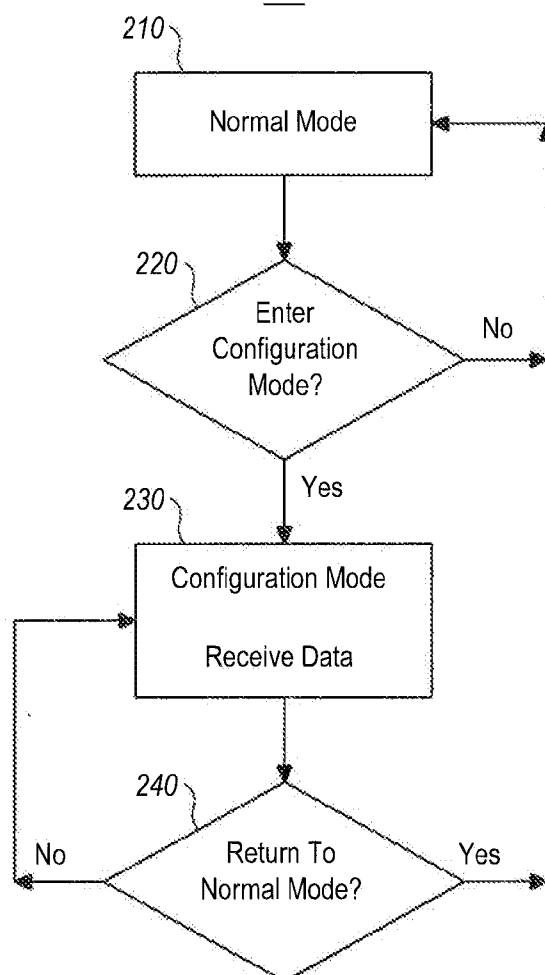 210
Normal Mode
220
Enter
Configuration
Mode?
No
Yes
230
Configuration Mode
Receive Data
240
Return To
Normal Mode?
No
Yes